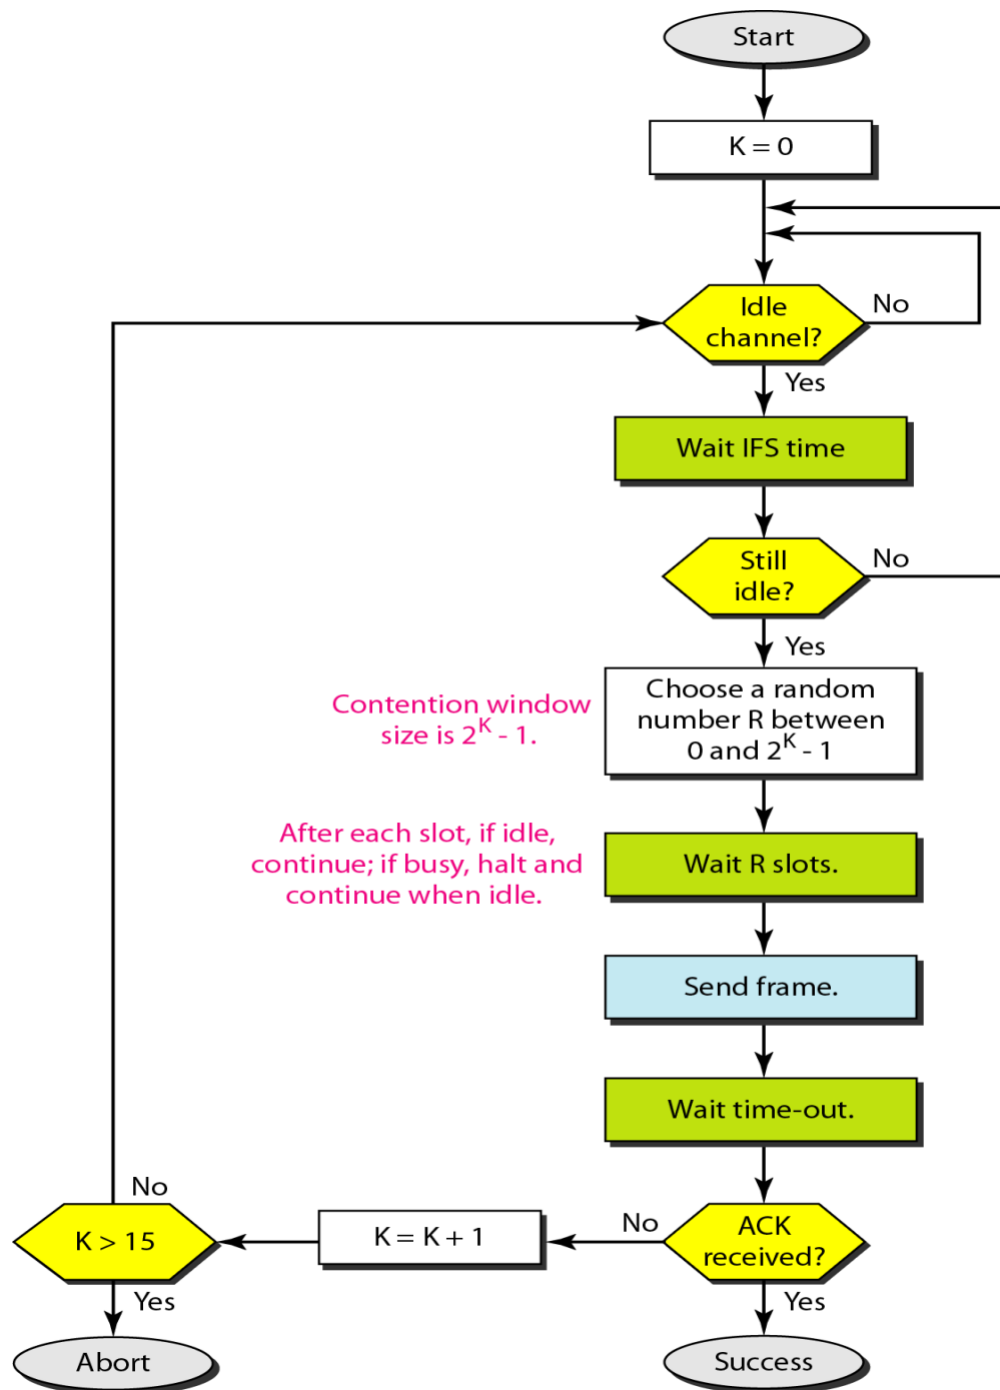 Start
K = 0
Idle
channel?
No
Yes
Wait IFS time
Still
idle?
No
Yes
Contention window
size is 2^K - 1.
Choose a random
number R between
0 and 2^K - 1
After each slot, if idle,
continue; if busy, halt and
continue when idle.
Wait R slots.
Send frame.
Wait time-out.
ACK
received?
No
K = K + 1
K > 15
No
Yes
Abort
Yes
Success